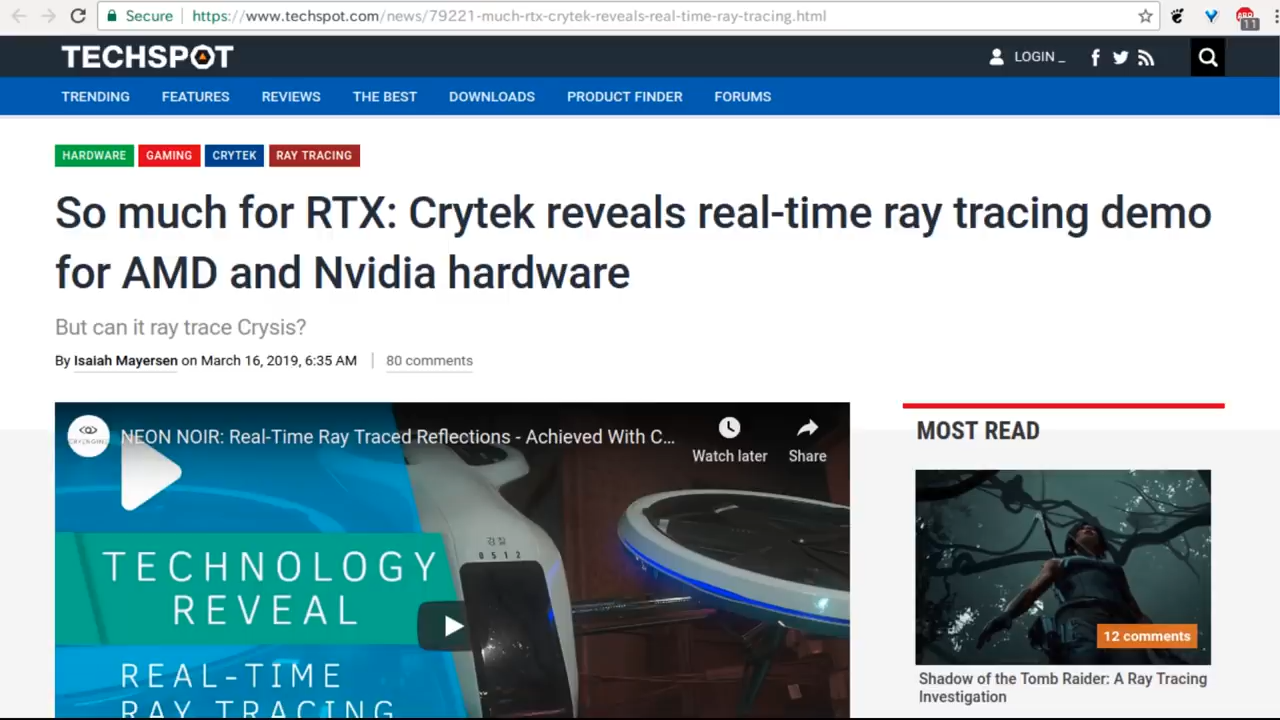 Secure https://www.techspot.com/news/79221-much-rtx-crytek-reveals-real-time-ray-tracing.html
11
TECHSPOT
LOGIN _
TRENDING FEATURES REVIEWS THE BEST DOWNLOADS PRODUCT FINDER FORUMS
HARDWARE GAMING CRYTEK RAY TRACING
So much for RTX: Crytek reveals real-time ray tracing demo
for AMD and Nvidia hardware
But can it ray trace Crysis?
By Isaiah Mayersen on March 16, 2019, 6:35 AM 80 comments
NEON NOIR: Real-Time Ray Traced Reflections - Achieved With C...
Watch later Share
0512
TECHNOLOGY
REVEAL
REAL-TIME
RAY TRACING
MOST READ
12 comments
Shadow of the Tomb Raider: A Ray Tracing
Investigation